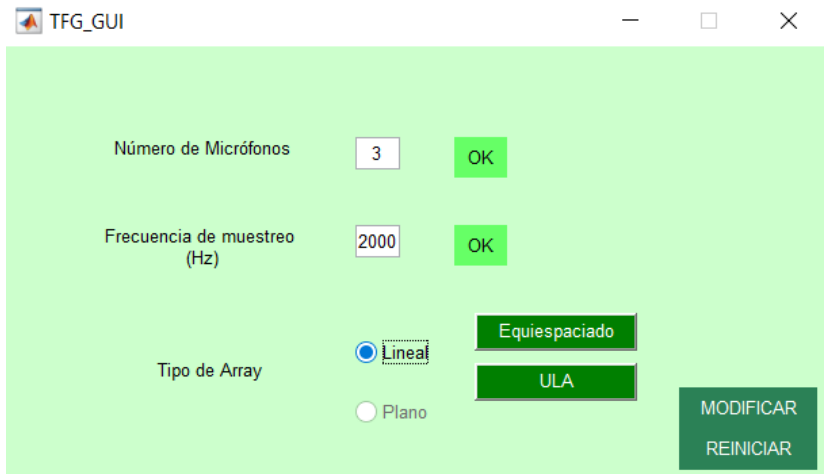 TFG_GUI
Número de Micrófonos
3
OK
Frecuencia de muestreo
(Hz)
2000
OK
Tipo de Array
Lineal
Equiespaciado
ULA
Plano
MODIFICAR
REINICIAR